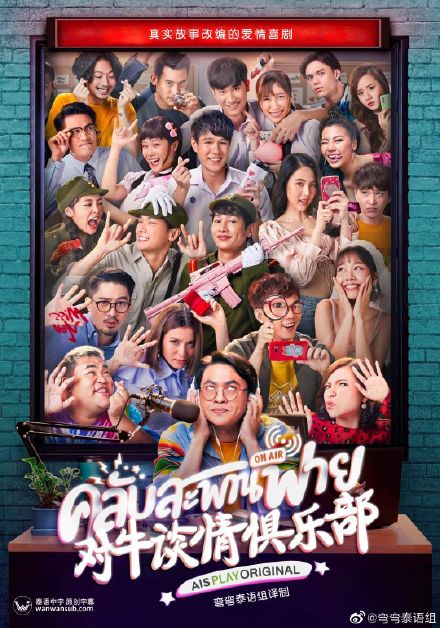 真实故事改编的爱情喜剧
ON AIR
คลับสะพานฟาย
对牛谈情俱乐部
AIS PLAY ORIGINAL
弯弯泰语组译制
泰语中字 原创字幕
wanwansub.com
@弯弯泰语组